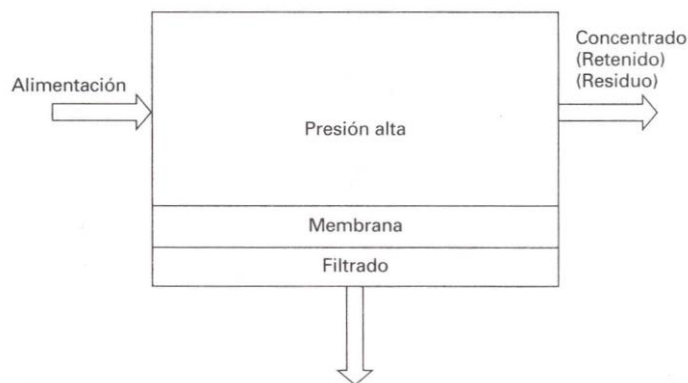 Alimentación
Concentrado
(Retenido)
(Residuo)
Presión alta
Membrana
Filtrado